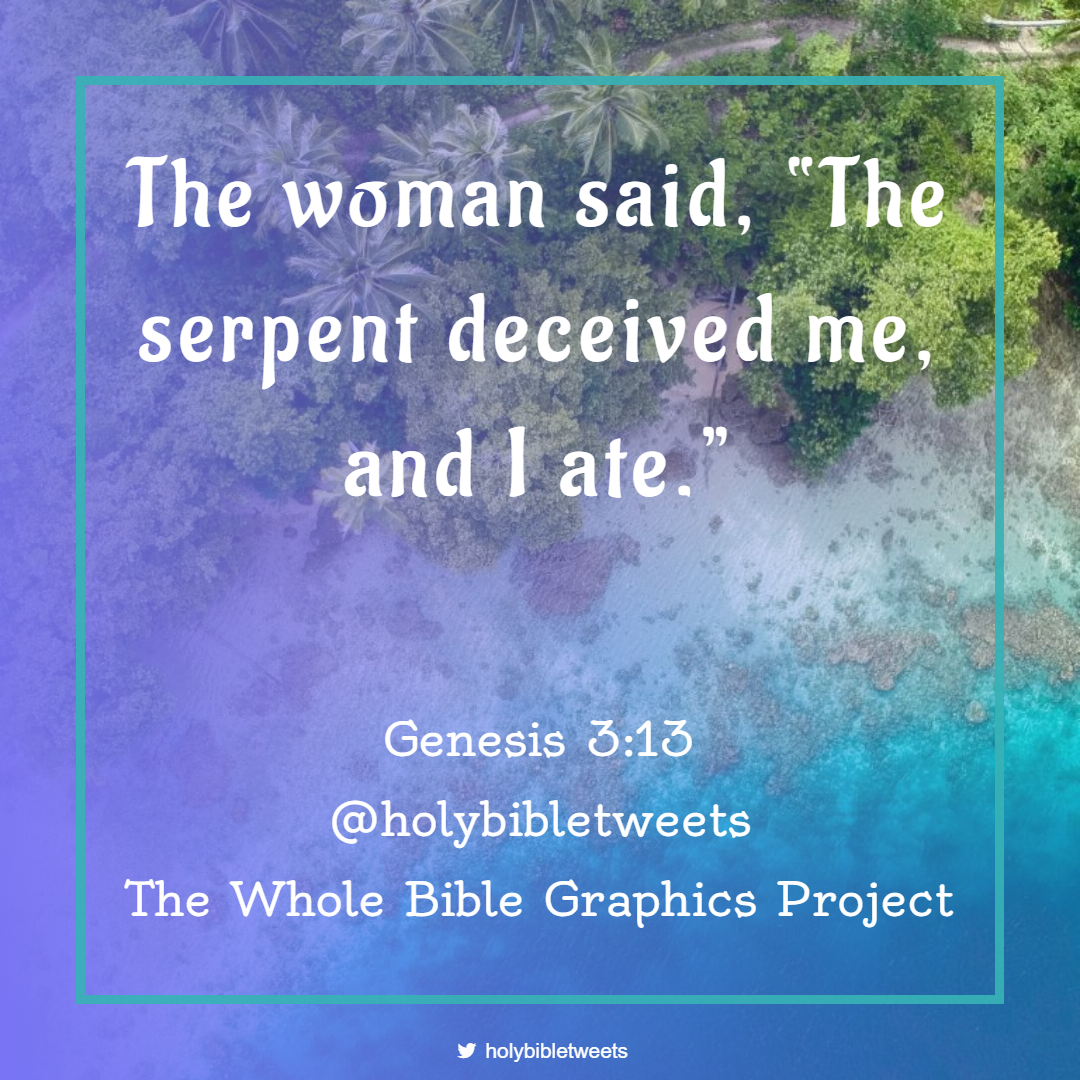 The woman said, “The
serpent deceived me,
and I ate.”
Genesis 3:13
@holybibletweets
The Whole Bible Graphics Project
holybibletweets